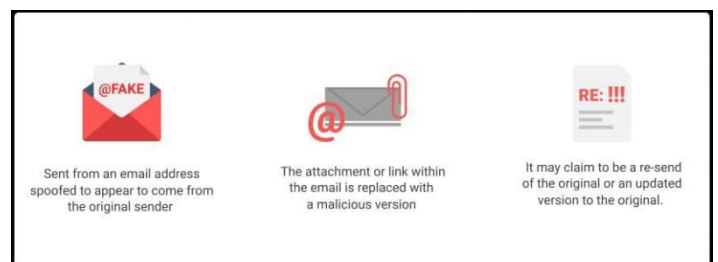 @FAKE
Sent from an email address
spoofed to appear to come from
the original sender
@
The attachment or link within
the email is replaced with
a malicious version
RE: !!!
It may claim to be a re-send
of the original or an updated
version to the original.